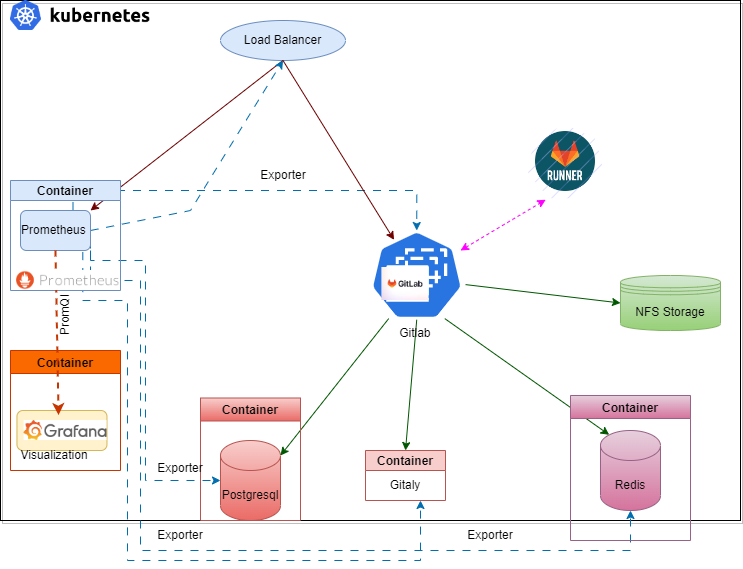 kubernetes
Load Balancer
RUNNER
Container
Exporter
Prometheus
Prometheus
GitLab
Gitlab
NFS Storage
PromQl
Container
Grafana
Visualization
Container
Postgresql
Exporter
Container
Gitaly
Container
Redis
Exporter
Exporter